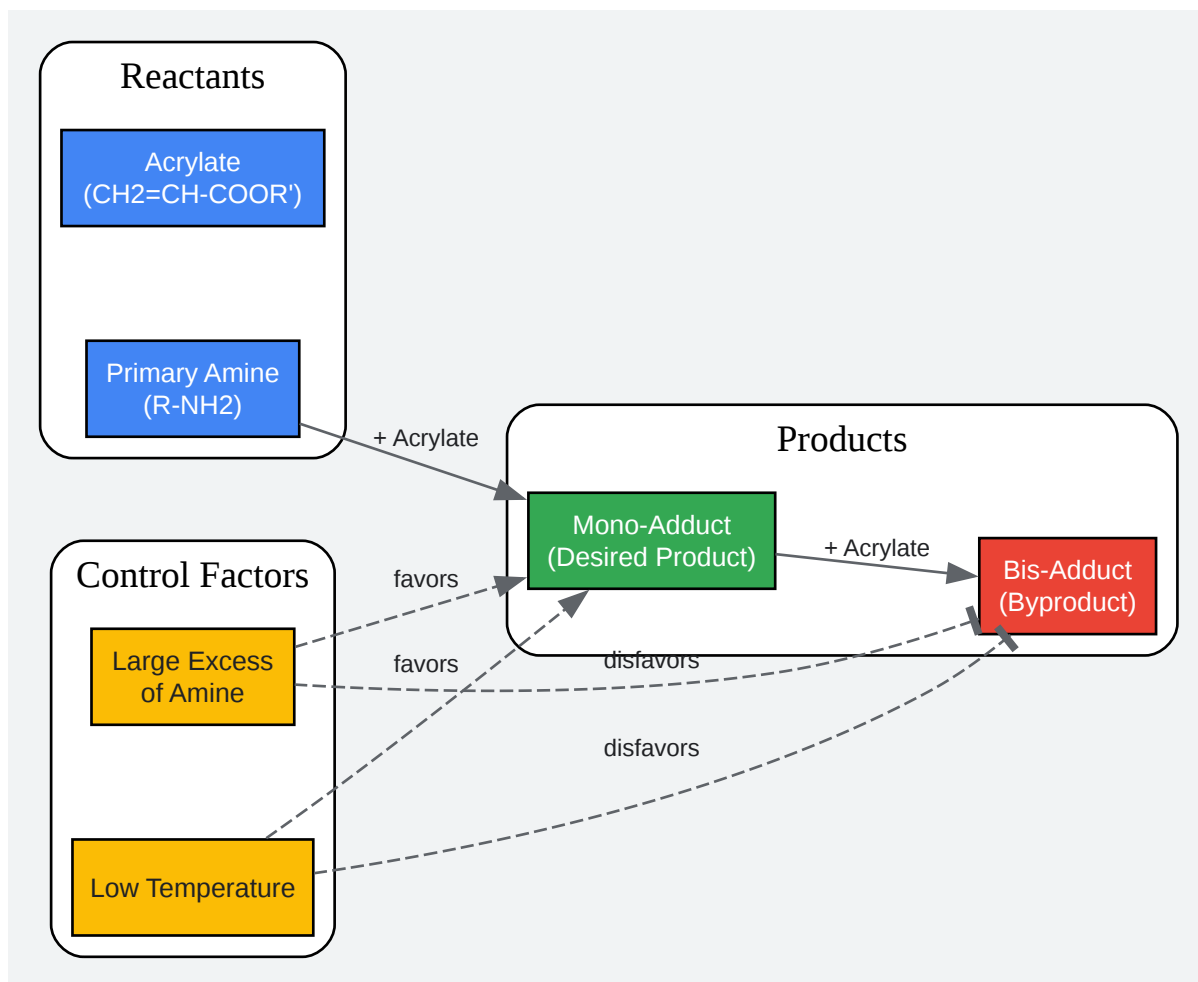 Reactants
Acrylate
(CH2=CH-COOR')
Primary Amine
(R-NH2)
+ Acrylate
Products
Mono-Adduct
(Desired Product)
+ Acrylate
Bis-Adduct
(Byproduct)
Control Factors
favors
Large Excess
of Amine
favors
disfavors
disfavors
Low Temperature